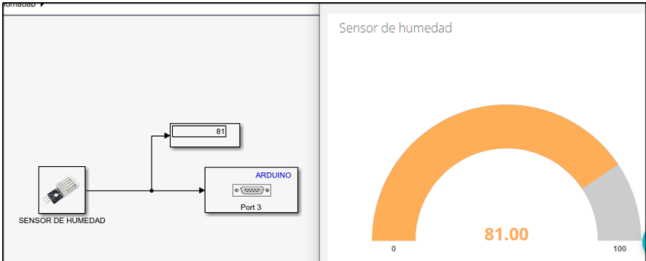 81
ARDUINO
Port 3
SENSOR DE HUMEDAD
Sensor de humedad
81.00
0
100